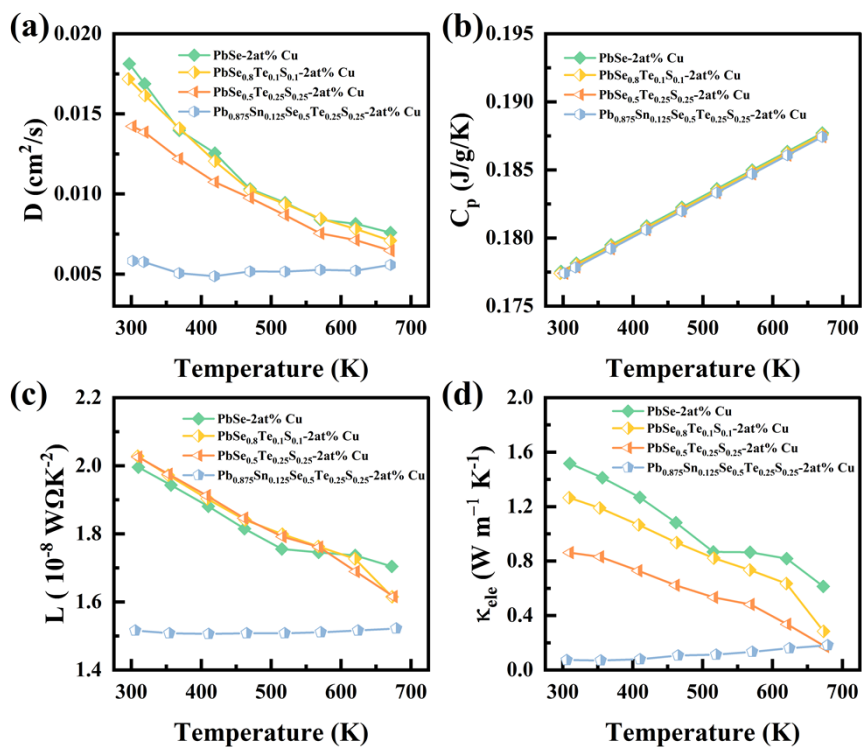 (a)
0.020
0.015
0.010
0.005
D (cm²/s)
PbSe-2at% Cu
PbSe₀.₈Te₀.₁S₀.₁-2at% Cu
PbSe₀.₅Te₀.₂₅S₀.₂₅-2at% Cu
Pb₀.₈₇₅Sn₀.₁₂₅Se₀.₅Te₀.₂₅S₀.₂₅-2at% Cu
300 400 500 600 700
Temperature (K)
(b)
0.195
0.190
0.185
0.180
0.175
Cₚ (J/g/K)
PbSe-2at% Cu
PbSe₀.₈Te₀.₁S₀.₁-2at% Cu
PbSe₀.₅Te₀.₂₅S₀.₂₅-2at% Cu
Pb₀.₈₇₅Sn₀.₁₂₅Se₀.₅Te₀.₂₅S₀.₂₅-2at% Cu
300 400 500 600 700
Temperature (K)
(c)
2.2
2.0
1.8
1.6
1.4
L ( 10⁻⁸ WΩK⁻²)
PbSe-2at% Cu
PbSe₀.₈Te₀.₁S₀.₁-2at% Cu
PbSe₀.₅Te₀.₂₅S₀.₂₅-2at% Cu
Pb₀.₈₇₅Sn₀.₁₂₅Se₀.₅Te₀.₂₅S₀.₂₅-2at% Cu
300 400 500 600 700
Temperature (K)
(d)
2.0
1.6
1.2
0.8
0.4
0.0
κₑₗₑ (W m⁻¹ K⁻¹)
PbSe-2at% Cu
PbSe₀.₈Te₀.₁S₀.₁-2at% Cu
PbSe₀.₅Te₀.₂₅S₀.₂₅-2at% Cu
Pb₀.₈₇₅Sn₀.₁₂₅Se₀.₅Te₀.₂₅S₀.₂₅-2at% Cu
300 400 500 600 700
Temperature (K)